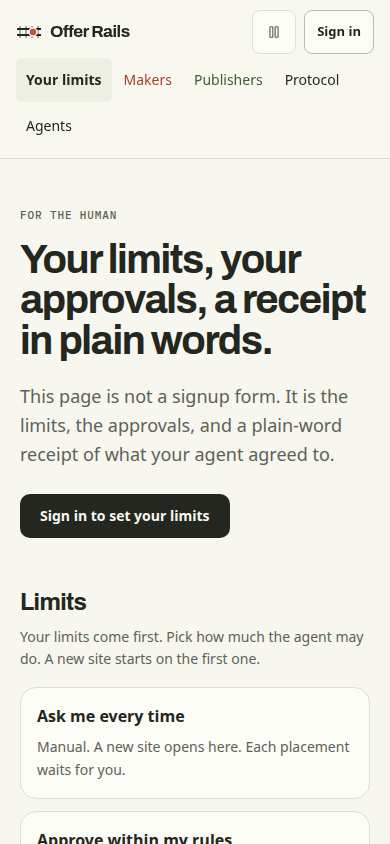 Offer Rails
Sign in
Your limits
Makers
Publishers
Protocol
Agents
FOR THE HUMAN
Your limits, your
approvals, a receipt
in plain words.
This page is not a signup form. It is the
limits, the approvals, and a plain-word
receipt of what your agent agreed to.
Sign in to set your limits
Limits
Your limits come first. Pick how much the agent may
do. A new site starts on the first one.
Ask me every time
Manual. A new site opens here. Each placement
waits for you.
Approve within my rules